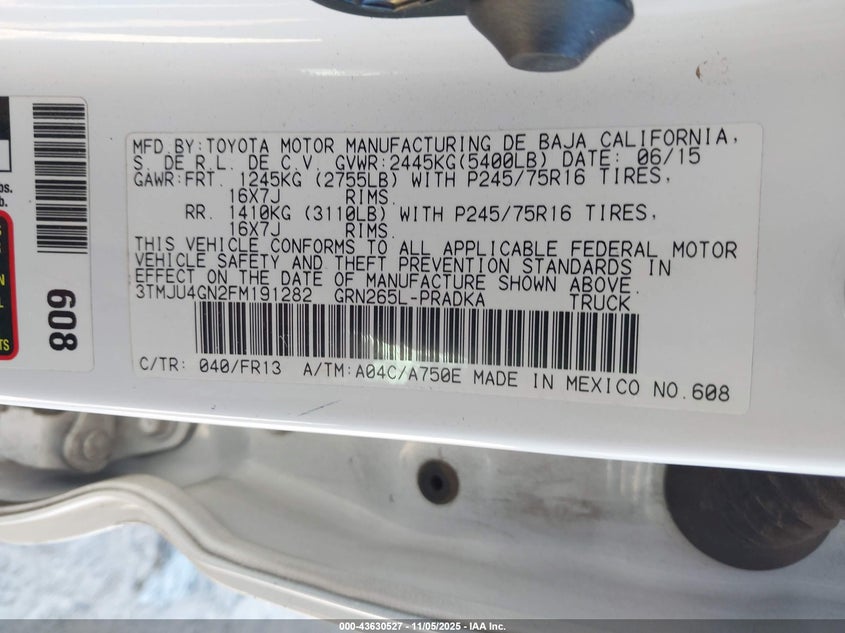 MFD. BY: TOYOTA MOTOR MANUFACTURING DE BAJA CALIFORNIA,
S. DE R.L. DE C.V. GVWR:2445KG(5400LB) DATE: 06/15
GAWR:FRT. 1245KG (2755LB) WITH P245/75R16 TIRES,
16X7J RIMS.
RR. 1410KG (3110LB) WITH P245/75R16 TIRES,
16X7J RIMS.
THIS VEHICLE CONFORMS TO ALL APPLICABLE FEDERAL MOTOR
VEHICLE SAFETY AND THEFT PREVENTION STANDARDS IN
EFFECT ON THE DATE OF MANUFACTURE SHOWN ABOVE.
3TMJU4GN2FM191282 GRN265L-PRADKA TRUCK
C/TR: 040/FR13 A/TM:A04C/A750E MADE IN MEXICO NO.608
608
bs.
b.
S
N
L
TS
000-43630527 - 11/05/2025 - IAA Inc.